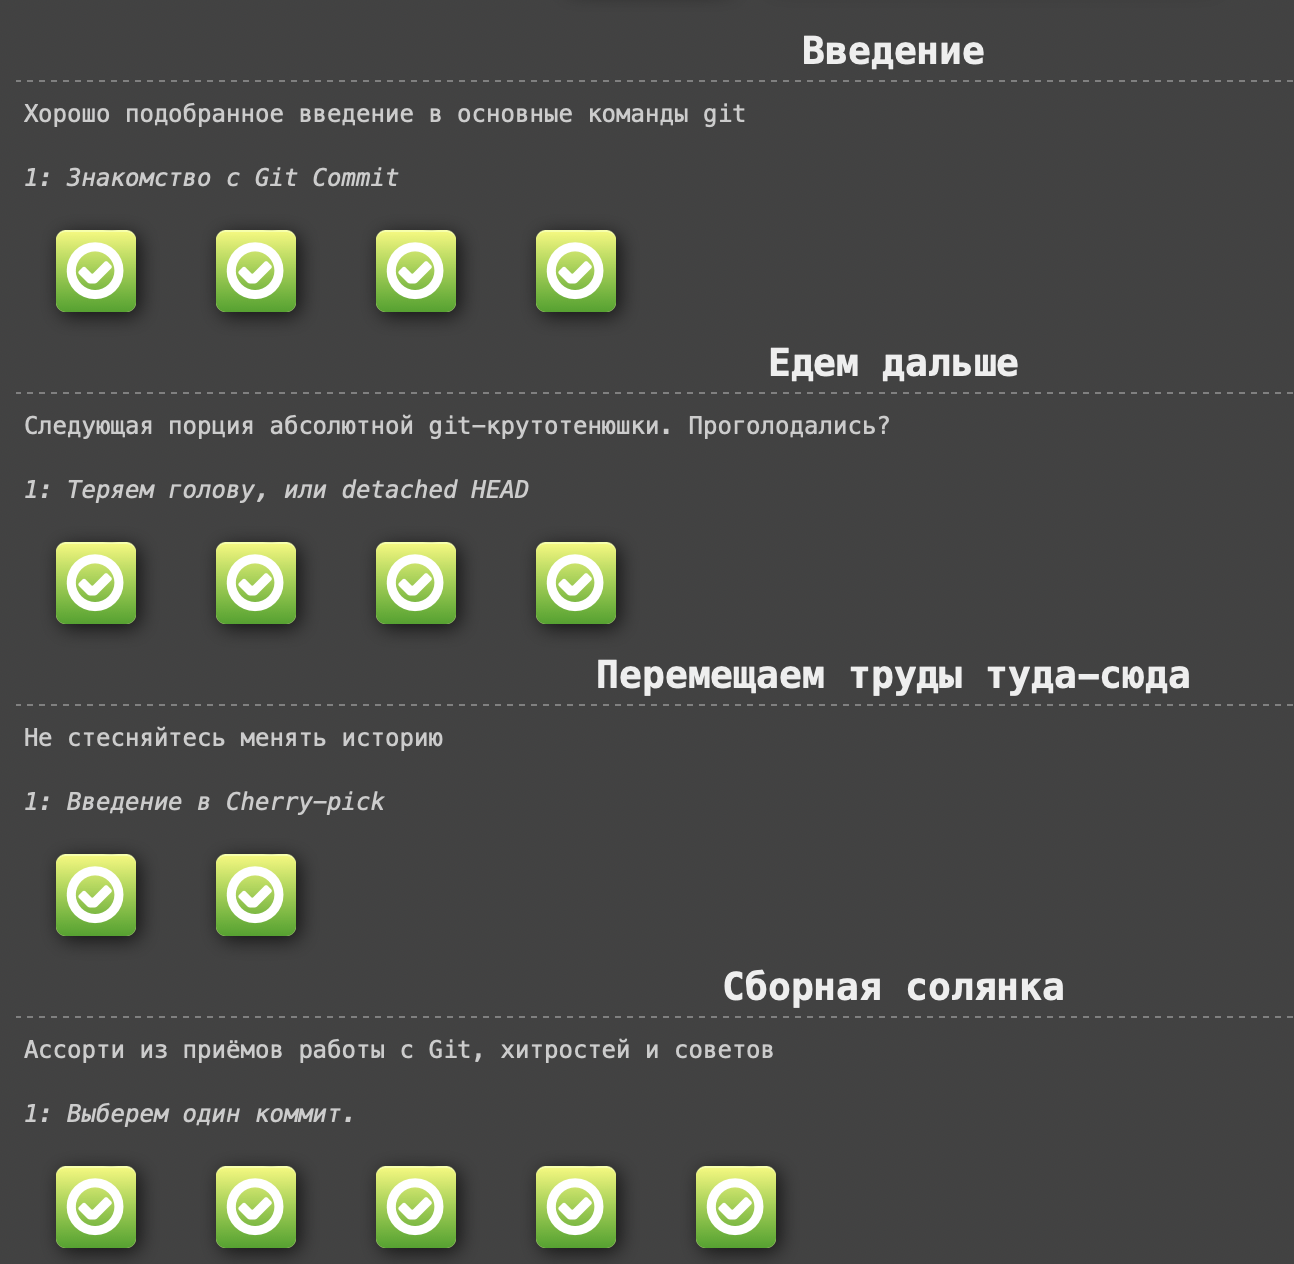 Введение
Хорошо подобранное введение в основные команды git
1: Знакомство с Git Commit
Едем дальше
Следующая порция абсолютной git-крутотенюшки. Проголодались?
1: Теряем голову, или detached HEAD
Перемещаем труды туда-сюда
Не стесняйтесь менять историю
1: Введение в Cherry-pick
Сборная солянка
Ассорти из приёмов работы с Git, хитростей и советов
1: Выберем один коммит.